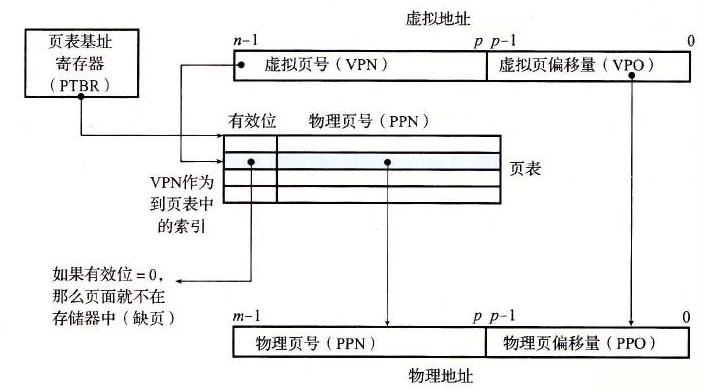 虚拟地址
页表基址
寄存器
（PTBR）
n–1
p p–1
0
虚拟页号（VPN）
虚拟页偏移量（VPO）
有效位
物理页号（PPN）
页表
VPN作为
到页表中
的索引
如果有效位=0，
那么页面就不在
存储器中（缺页）
m–1
p p–1
0
物理页号（PPN）
物理页偏移量（PPO）
物理地址